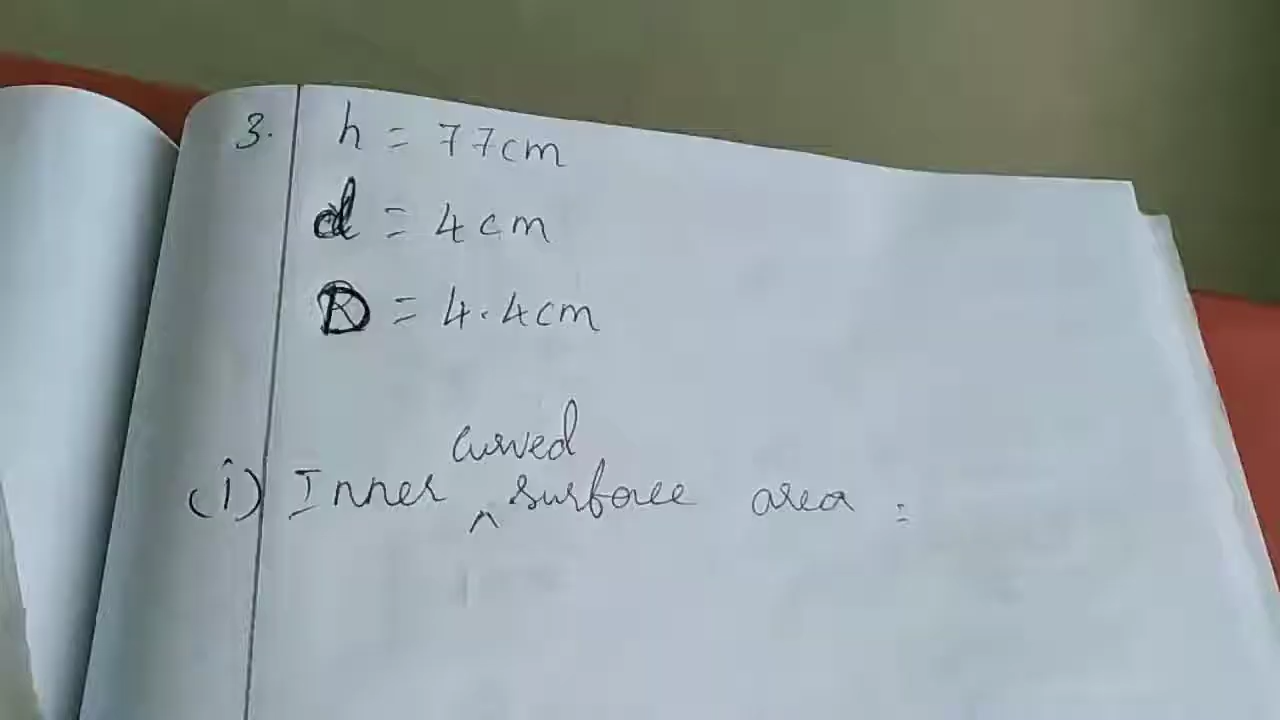 3. h = 77cm
d = 4cm
D = 4.4cm
curved
(i) Inner ^ surface area :